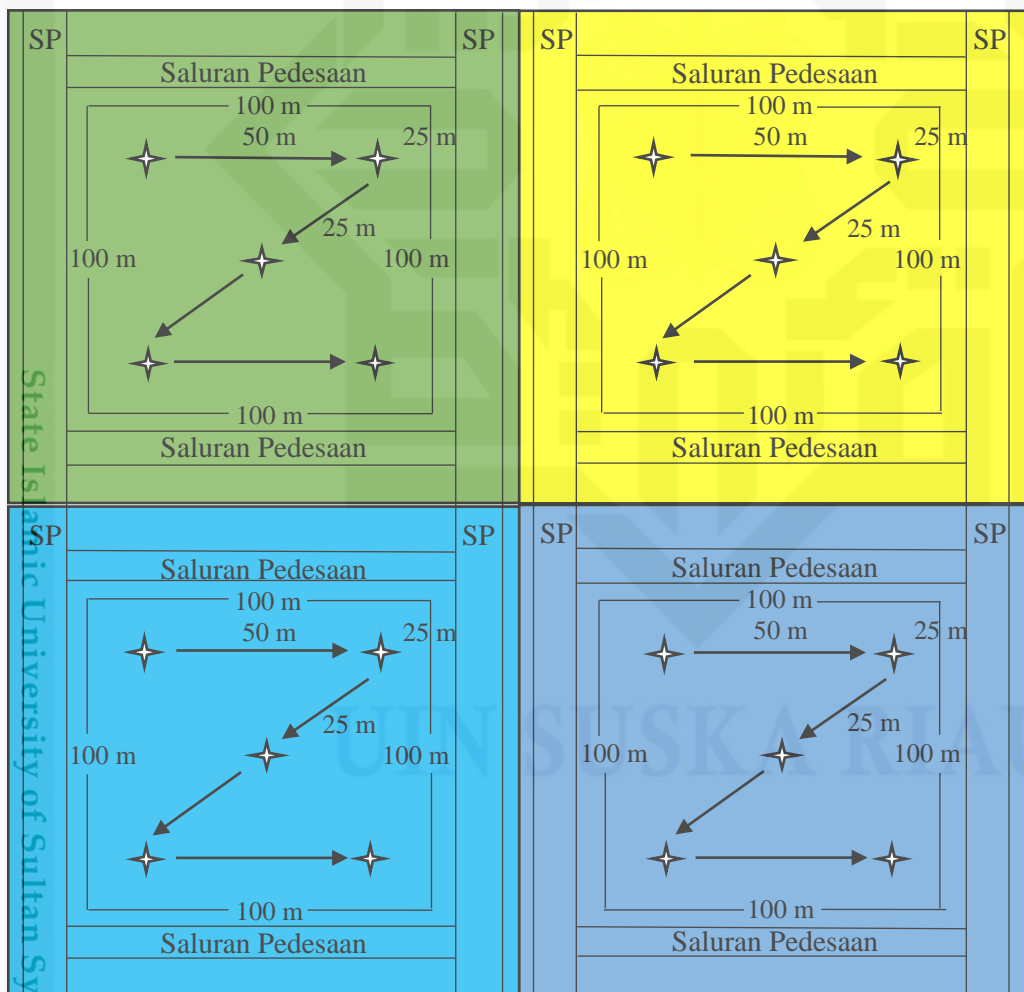 SP SP SP SP
Saluran Pedesaan Saluran Pedesaan
100 m 100 m
50 m 25 m 50 m 25 m
25 m 25 m
100 m 100 m 100 m 100 m
100 m 100 m
Saluran Pedesaan Saluran Pedesaan
SP SP SP SP
Saluran Pedesaan Saluran Pedesaan
100 m 100 m
50 m 25 m 50 m 25 m
25 m 25 m
100 m 100 m 100 m 100 m
100 m 100 m
Saluran Pedesaan Saluran Pedesaan
State Islamic University of Sultan Sy
UIN SUSKA RIAU